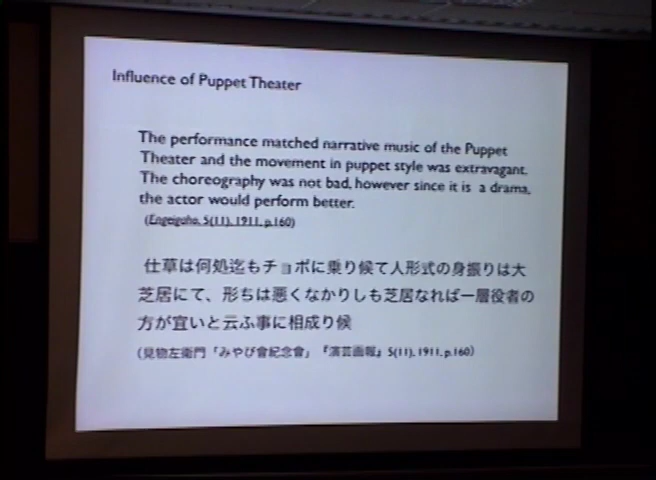 Influence of Puppet Theater
The performance matched narrative music of the Puppet
Theater and the movement in puppet style was extravagant.
The choreography was not bad, however since it is a drama,
the actor would perform better.
(Engeigaho, 5(11), 1911, p.160)
仕草は何処迄もチョボに乗り候て人形式の身振りは大
芝居にて、形ちは悪くなかりしも芝居なれば一層役者の
方が宜いと云ふ事に相成り候
(見物左衛門「みやび會紀念會」『演芸画報』5(11), 1911, p.160)